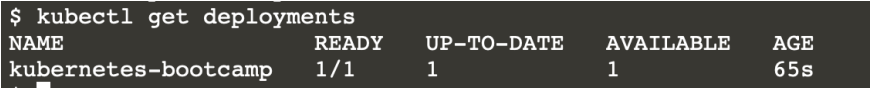 $ kubectl get deployments
NAME READY UP-TO-DATE AVAILABLE AGE
kubernetes-bootcamp 1/1 1 1 65s
$